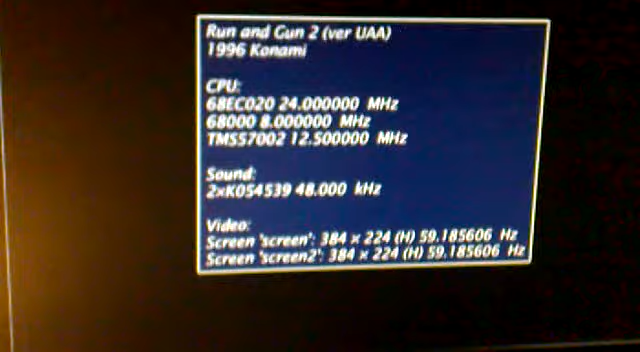 Run and Gun 2 (ver UAA)
1996 Konami
CPU:
68EC020 24.000000 MHz
68000 8.000000 MHz
TMS57002 12.500000 MHz
Sound:
2xK054539 48.000 kHz
Video:
Screen 'screen': 384 x 224 (H) 59.185606 Hz
Screen 'screen2': 384 x 224 (H) 59.185606 Hz